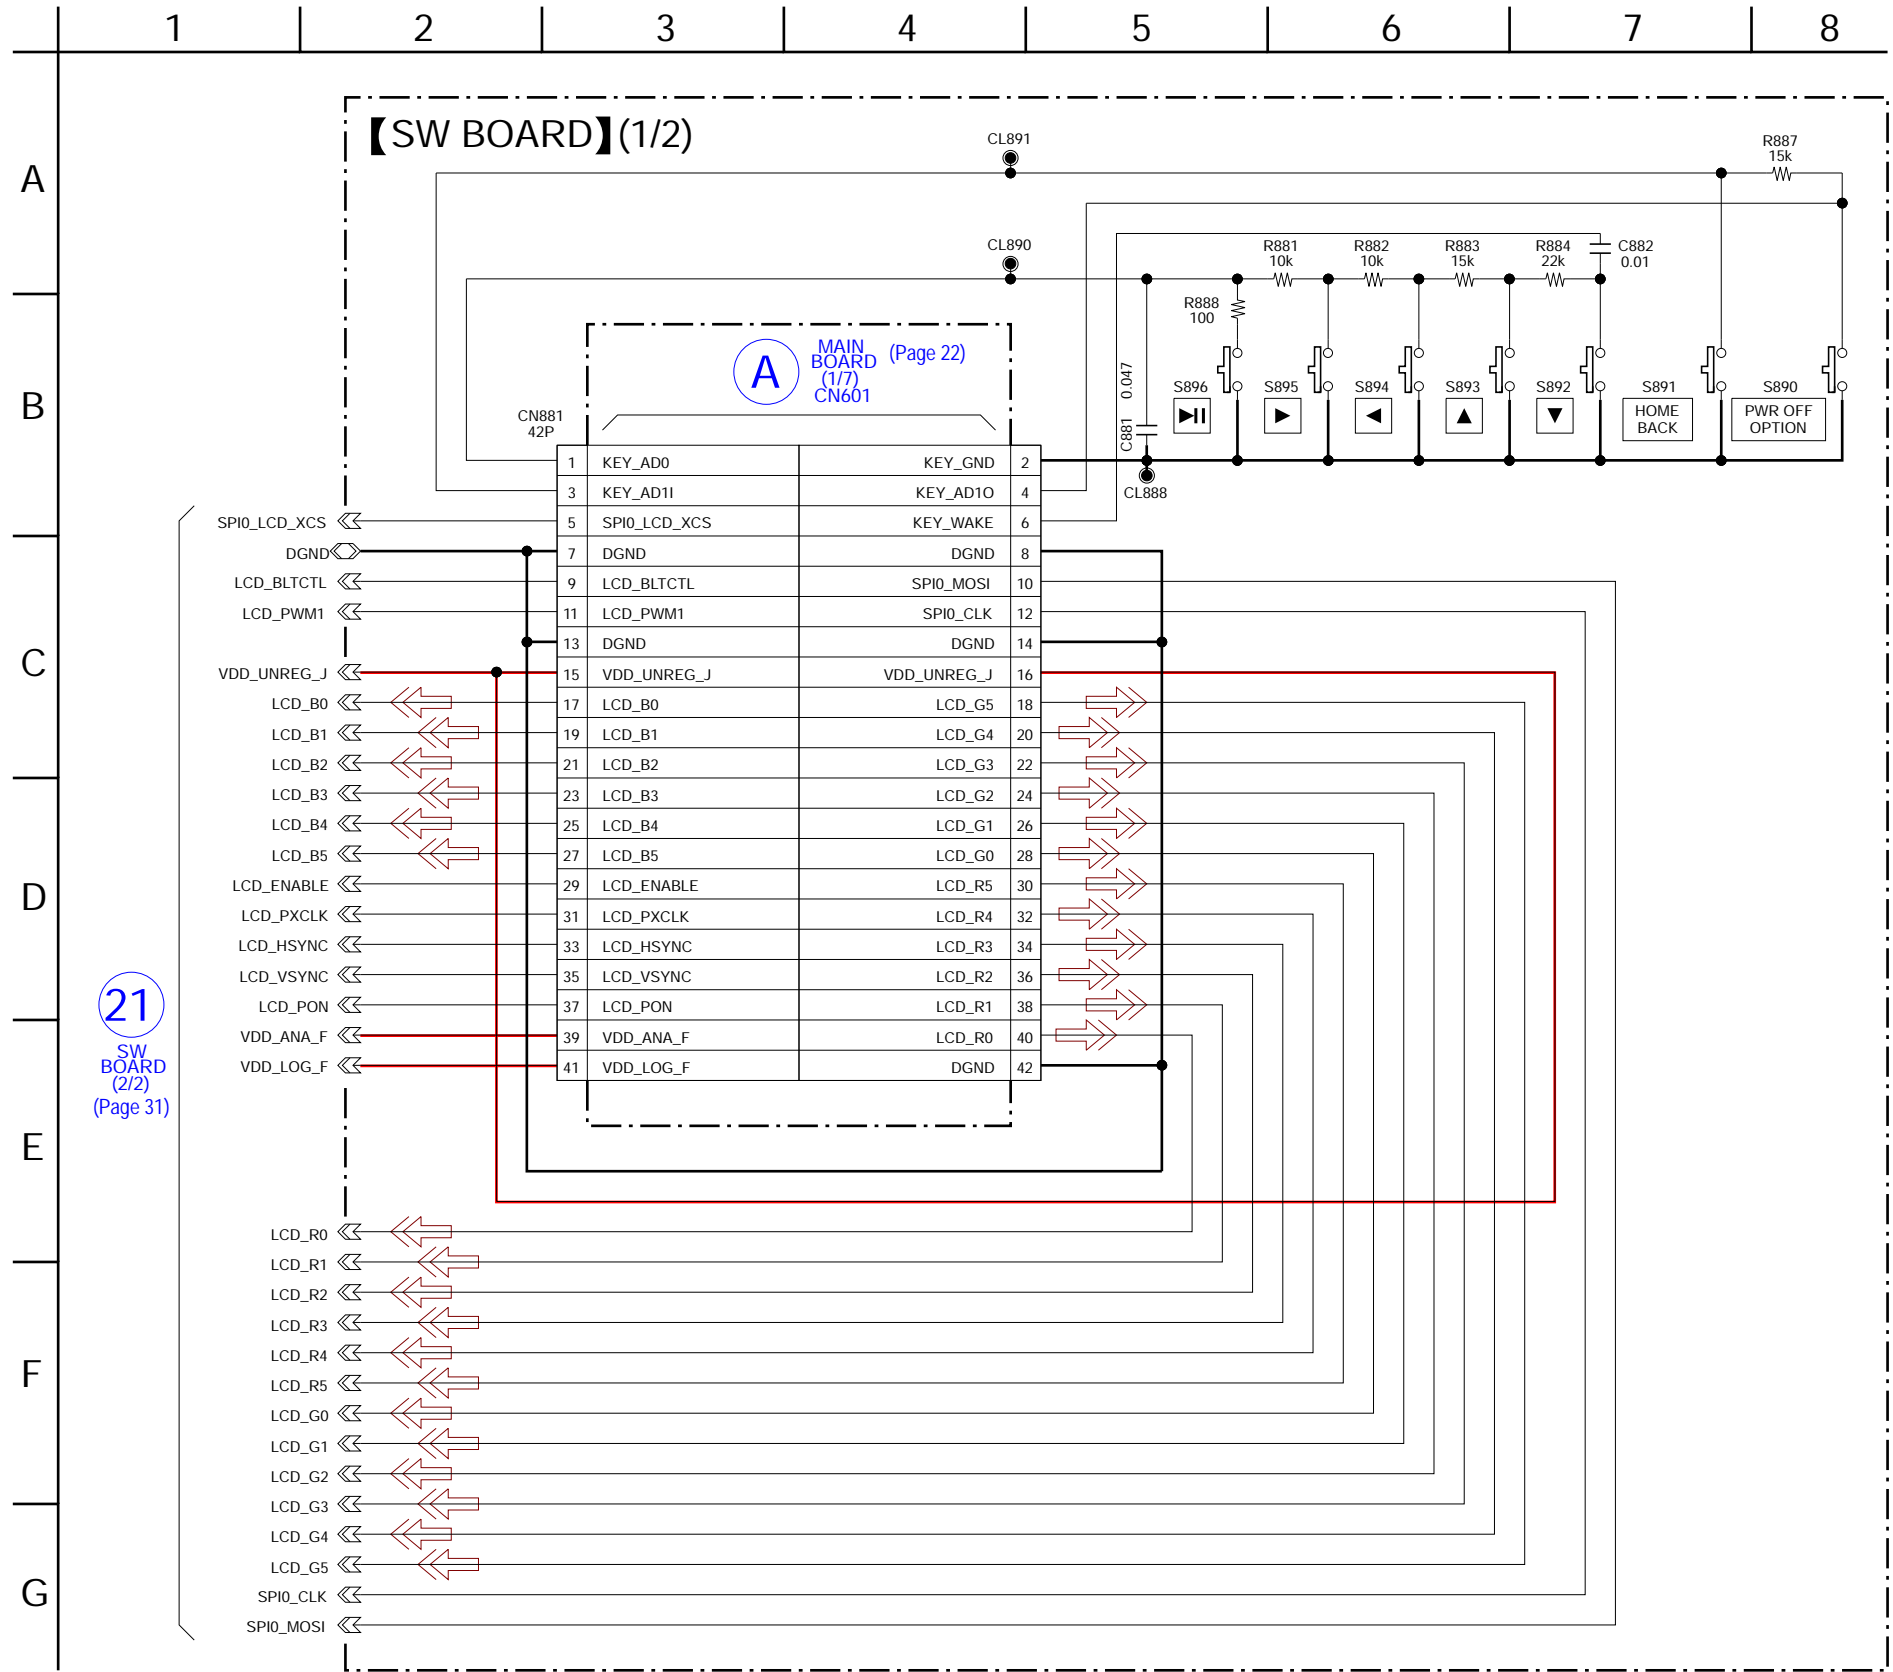 1 2 3 4 5 6 7 8
A
B
C
D
E
F
G
【SW BOARD】(1/2)
CL891
R887
15k
CL890
R881
10k
R882
10k
R883
15k
R884
22k
C882
0.01
R888
100
C881 0.047
A
MAIN
BOARD
(1/7)
CN601
(Page 22)
S896
S895
S894
S893
S892
S891
HOME
BACK
S890
PWR OFF
OPTION
CL888
CN881
42P
1 KEY_AD0 KEY_GND 2
3 KEY_AD1I KEY_AD1O 4
5 SPI0_LCD_XCS KEY_WAKE 6
7 DGND DGND 8
9 LCD_BLTCTL SPI0_MOSI 10
11 LCD_PWM1 SPI0_CLK 12
13 DGND DGND 14
15 VDD_UNREG_J VDD_UNREG_J 16
17 LCD_B0 LCD_G5 18
19 LCD_B1 LCD_G4 20
21 LCD_B2 LCD_G3 22
23 LCD_B3 LCD_G2 24
25 LCD_B4 LCD_G1 26
27 LCD_B5 LCD_G0 28
29 LCD_ENABLE LCD_R5 30
31 LCD_PXCLK LCD_R4 32
33 LCD_HSYNC LCD_R3 34
35 LCD_VSYNC LCD_R2 36
37 LCD_PON LCD_R1 38
39 VDD_ANA_F LCD_R0 40
41 VDD_LOG_F DGND 42
SPI0_LCD_XCS
DGND
LCD_BLTCTL
LCD_PWM1
VDD_UNREG_J
LCD_B0
LCD_B1
LCD_B2
LCD_B3
LCD_B4
LCD_B5
LCD_ENABLE
LCD_PXCLK
LCD_HSYNC
LCD_VSYNC
LCD_PON
VDD_ANA_F
VDD_LOG_F
21
SW
BOARD
(2/2)
(Page 31)
LCD_R0
LCD_R1
LCD_R2
LCD_R3
LCD_R4
LCD_R5
LCD_G0
LCD_G1
LCD_G2
LCD_G3
LCD_G4
LCD_G5
SPI0_CLK
SPI0_MOSI